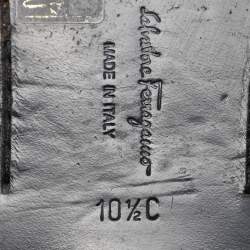 Salvatore Ferragamo
MADE IN ITALY
10½C